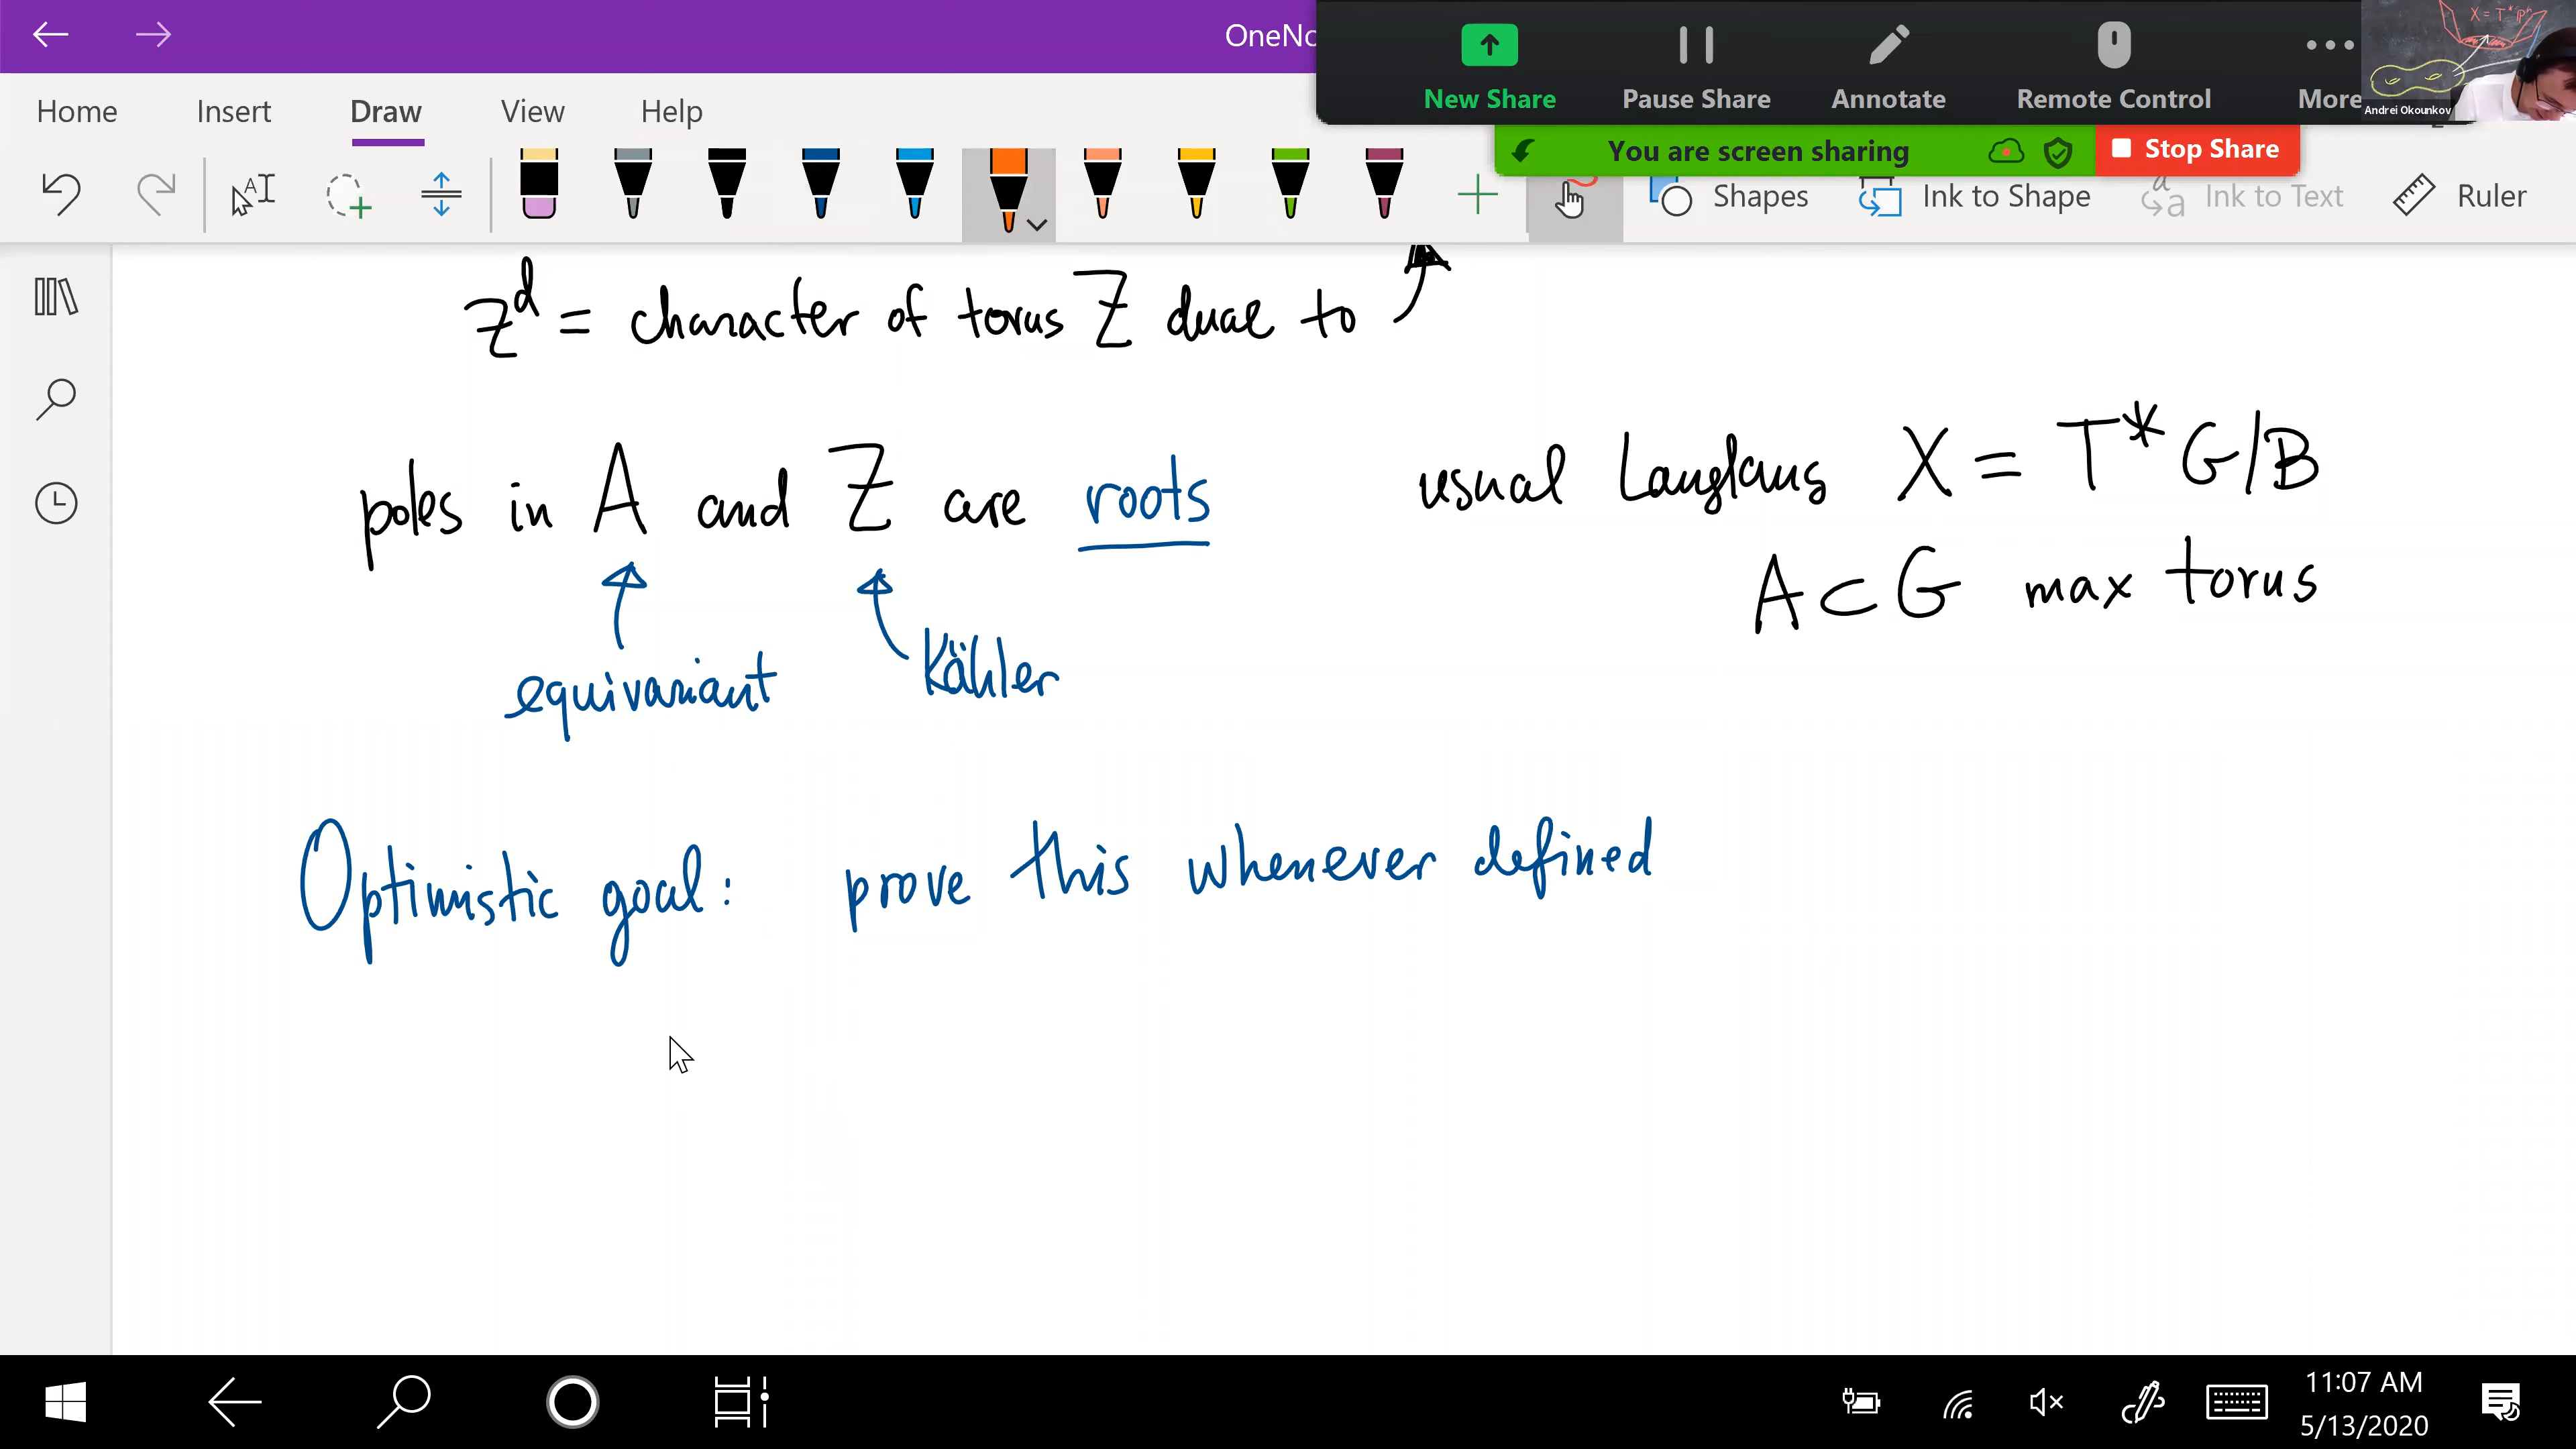 OneNo
New Share
Pause Share
Annotate
Remote Control
More
X = T*Pⁿ
Andrei Okounkov
You are screen sharing
Stop Share
Home Insert Draw View Help
Shapes Ink to Shape Ink to Text Ruler
z^d = character of torus Z dual to
poles in A and Z are roots
equivariant
Kähler
usual Langlands X = T* G/B
A ⊂ G max torus
Optimistic goal: prove this whenever defined
11:07 AM
5/13/2020